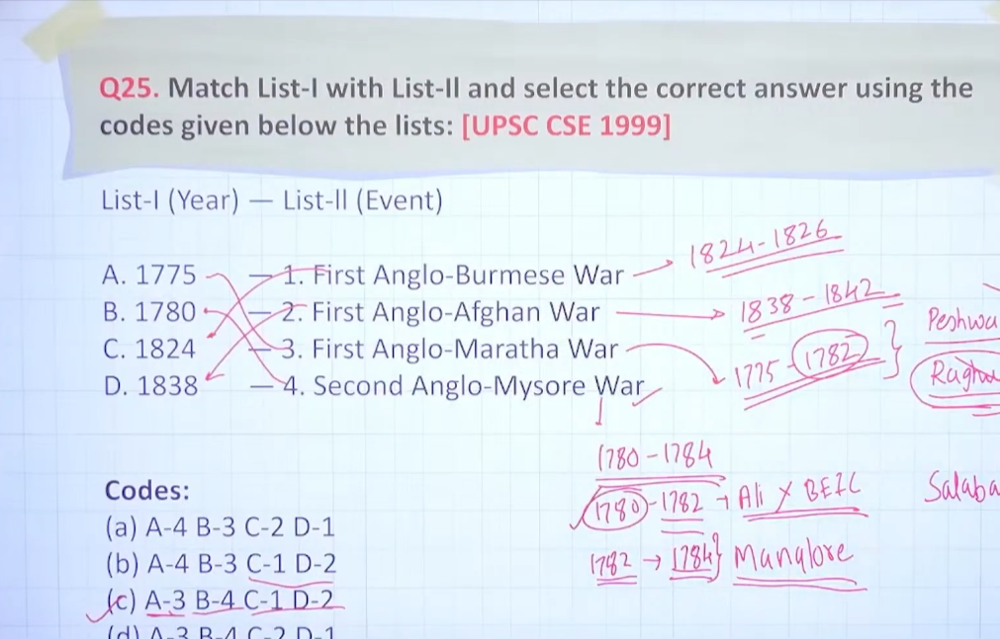 Q25. Match List-I with List-II and select the correct answer using the
codes given below the lists: [UPSC CSE 1999]
List-I (Year) — List-II (Event)
A. 1775 — 1. First Anglo-Burmese War 1824-1826
B. 1780 — 2. First Anglo-Afghan War 1838-1842
C. 1824 — 3. First Anglo-Maratha War 1775-1782
D. 1838 — 4. Second Anglo-Mysore War
Peshwa
1780-1784
1780-1782 → Ali X BEIC
1782 → 1784} Manglore
Codes:
(a) A-4 B-3 C-2 D-1
(b) A-4 B-3 C-1 D-2
(c) A-3 B-4 C-1 D-2
(d) A-3 B-4 C-2 D-1